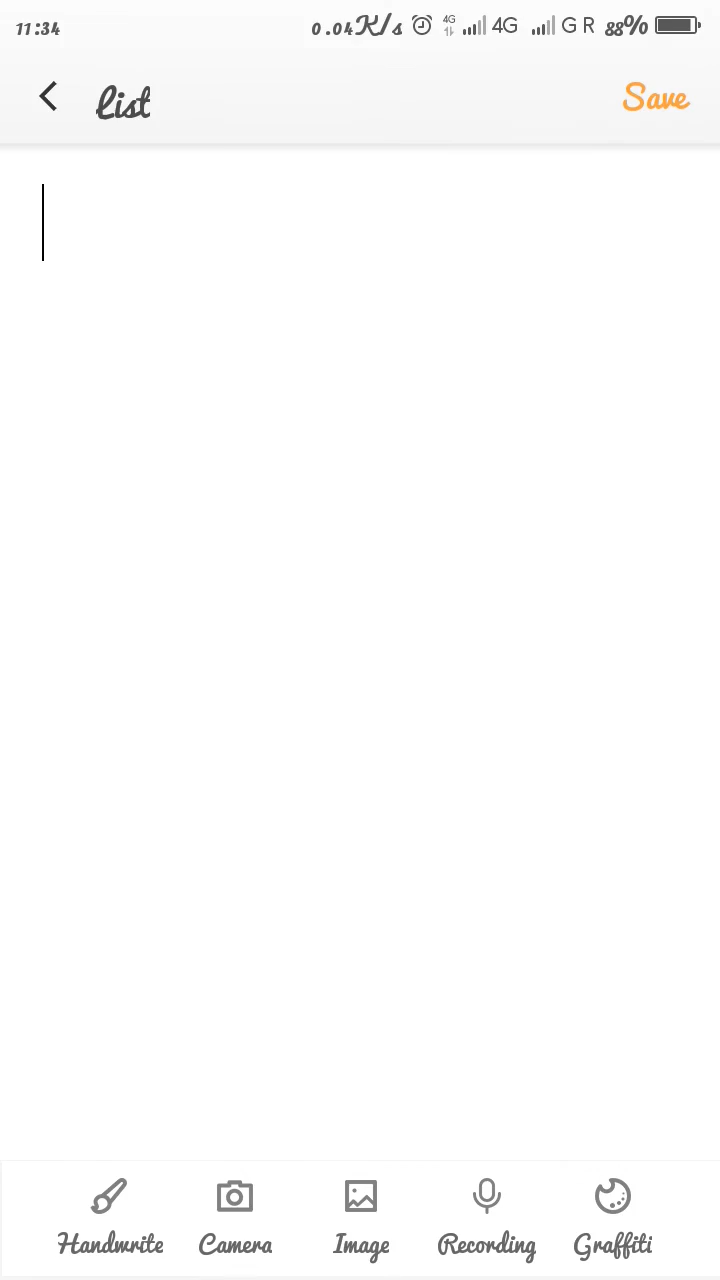 11:34 0.04K/s 4G 4G G R 88%
List Save
Handwrite Camera Image Recording Graffiti